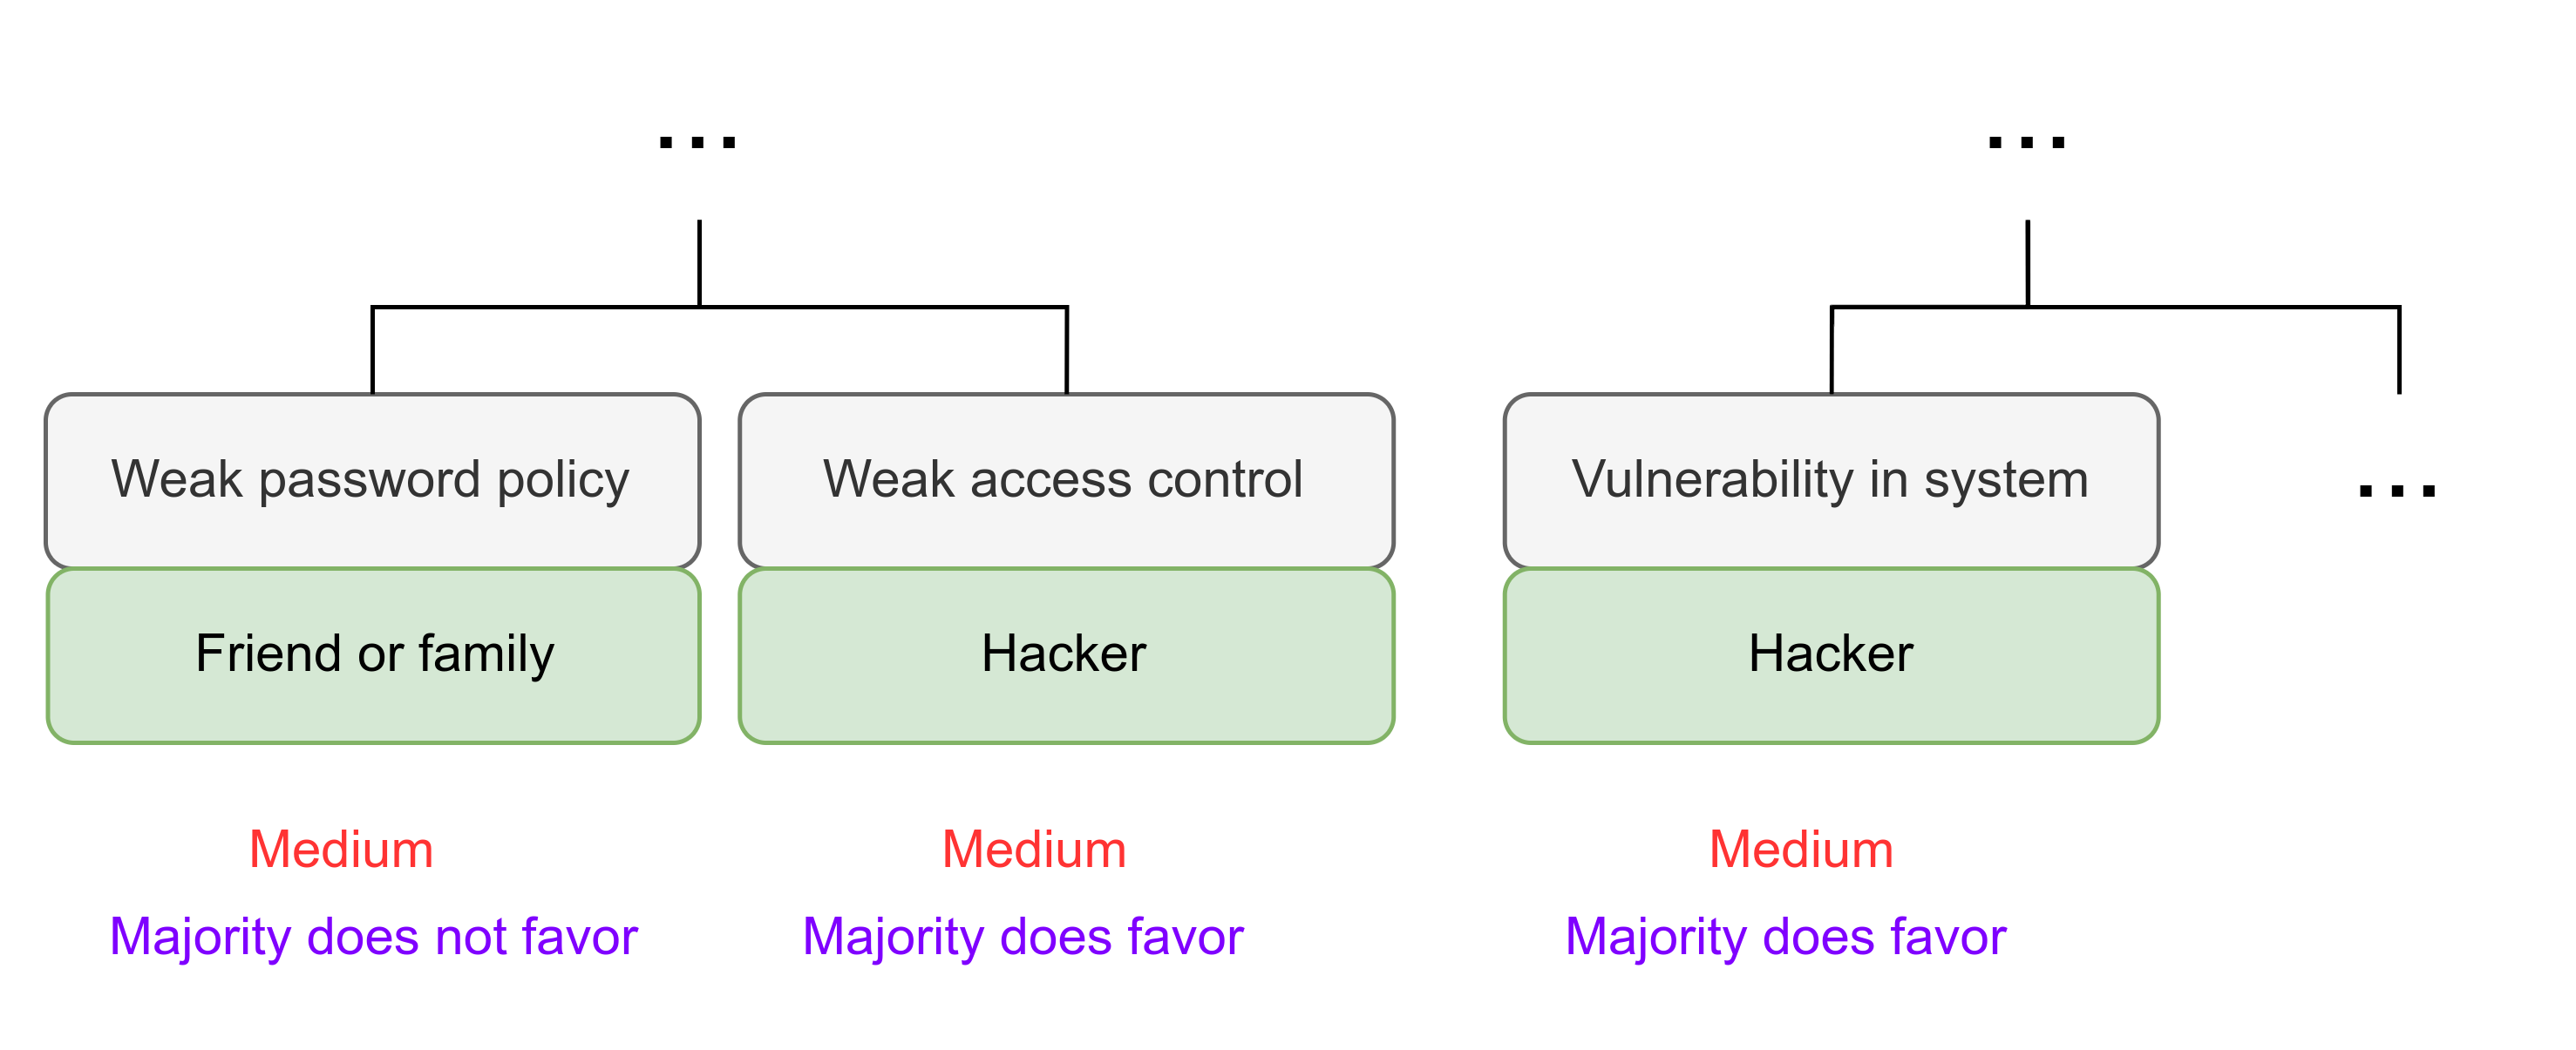 ...
...
Weak password policy
Weak access control
Vulnerability in system
...
Friend or family
Hacker
Hacker
Medium
Medium
Medium
Majority does not favor
Majority does favor
Majority does favor